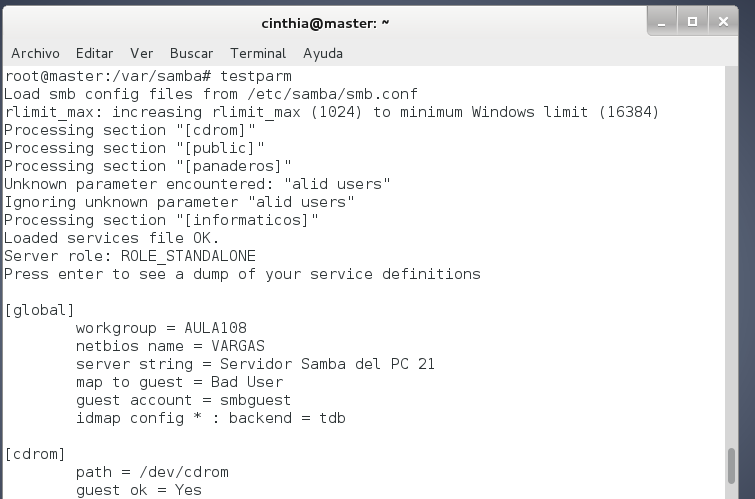 cinthia@master: ~
Archivo Editar Ver Buscar Terminal Ayuda
root@master:/var/samba# testparm
Load smb config files from /etc/samba/smb.conf
rlimit_max: increasing rlimit_max (1024) to minimum Windows limit (16384)
Processing section "[cdrom]"
Processing section "[public]"
Processing section "[panaderos]"
Unknown parameter encountered: "alid users"
Ignoring unknown parameter "alid users"
Processing section "[informaticos]"
Loaded services file OK.
Server role: ROLE_STANDALONE
Press enter to see a dump of your service definitions
[global]
workgroup = AULA108
netbios name = VARGAS
server string = Servidor Samba del PC 21
map to guest = Bad User
guest account = smbguest
idmap config * : backend = tdb
[cdrom]
path = /dev/cdrom
guest ok = Yes